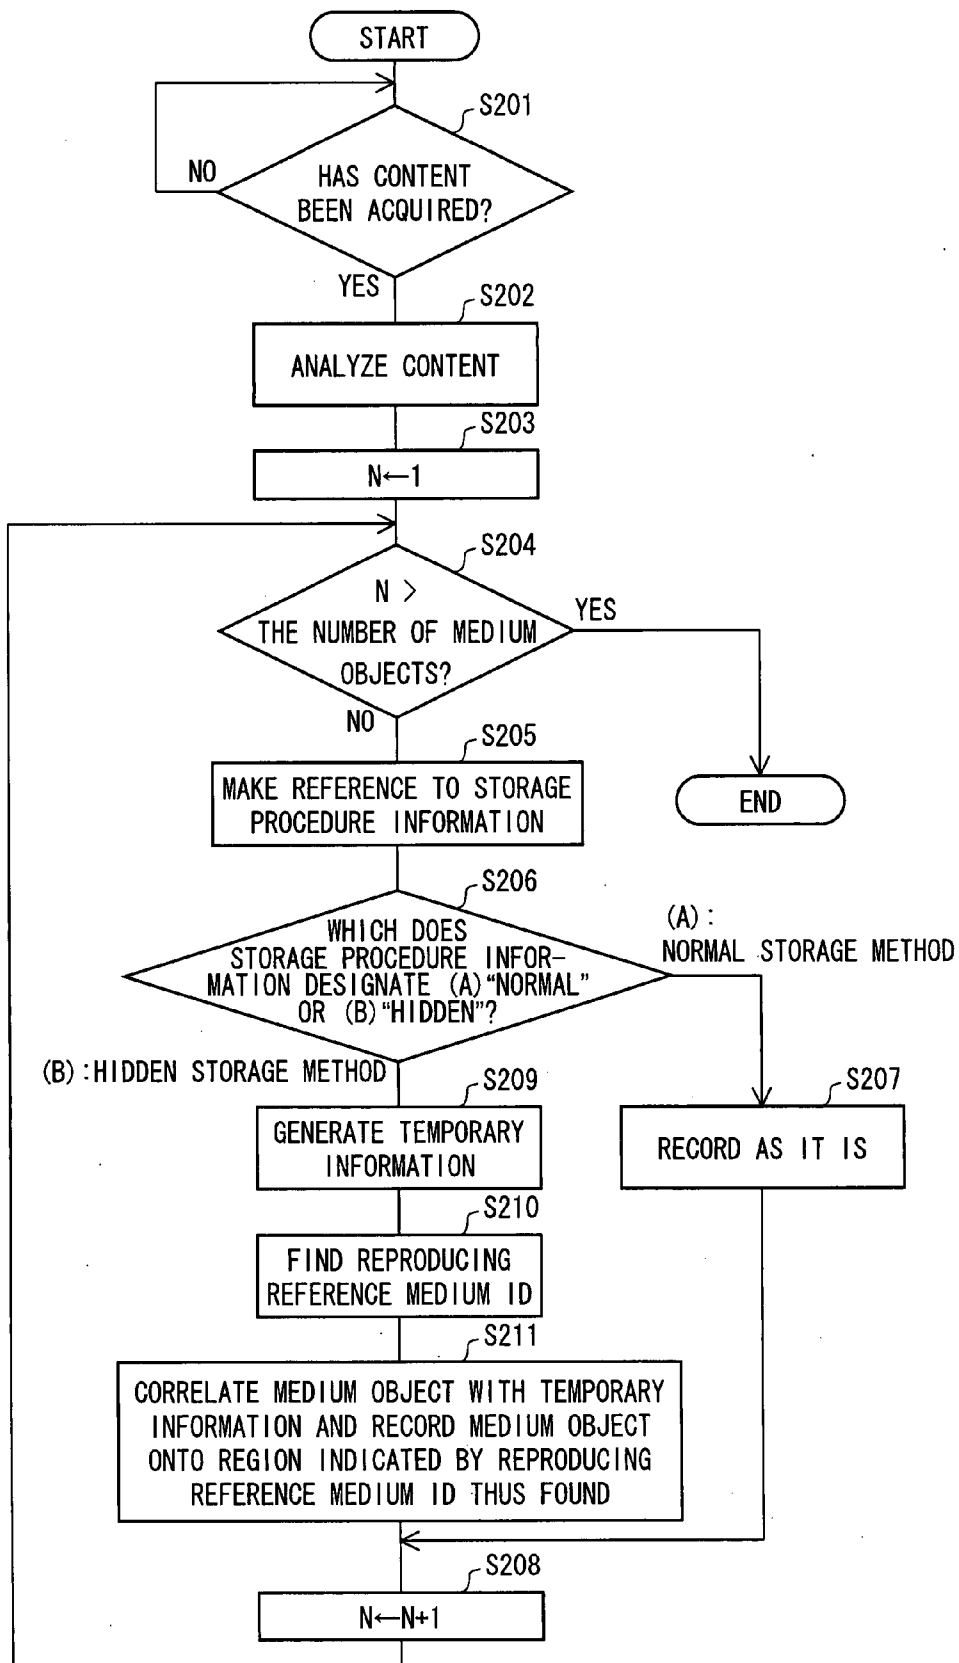 START
S201
NO
HAS CONTENT
BEEN ACQUIRED?
YES
S202
ANALYZE CONTENT
S203
N←1
S204
N >
THE NUMBER OF MEDIUM
OBJECTS?
YES
NO
S205
MAKE REFERENCE TO STORAGE
PROCEDURE INFORMATION
END
S206
WHICH DOES
STORAGE PROCEDURE INFOR-
MATION DESIGNATE (A)“NORMAL”
OR (B)“HIDDEN”?
(A):
NORMAL STORAGE METHOD
(B):HIDDEN STORAGE METHOD
S209
GENERATE TEMPORARY
INFORMATION
S207
RECORD AS IT IS
S210
FIND REPRODUCING
REFERENCE MEDIUM ID
S211
CORRELATE MEDIUM OBJECT WITH TEMPORARY
INFORMATION AND RECORD MEDIUM OBJECT
ONTO REGION INDICATED BY REPRODUCING
REFERENCE MEDIUM ID THUS FOUND
S208
N←N+1